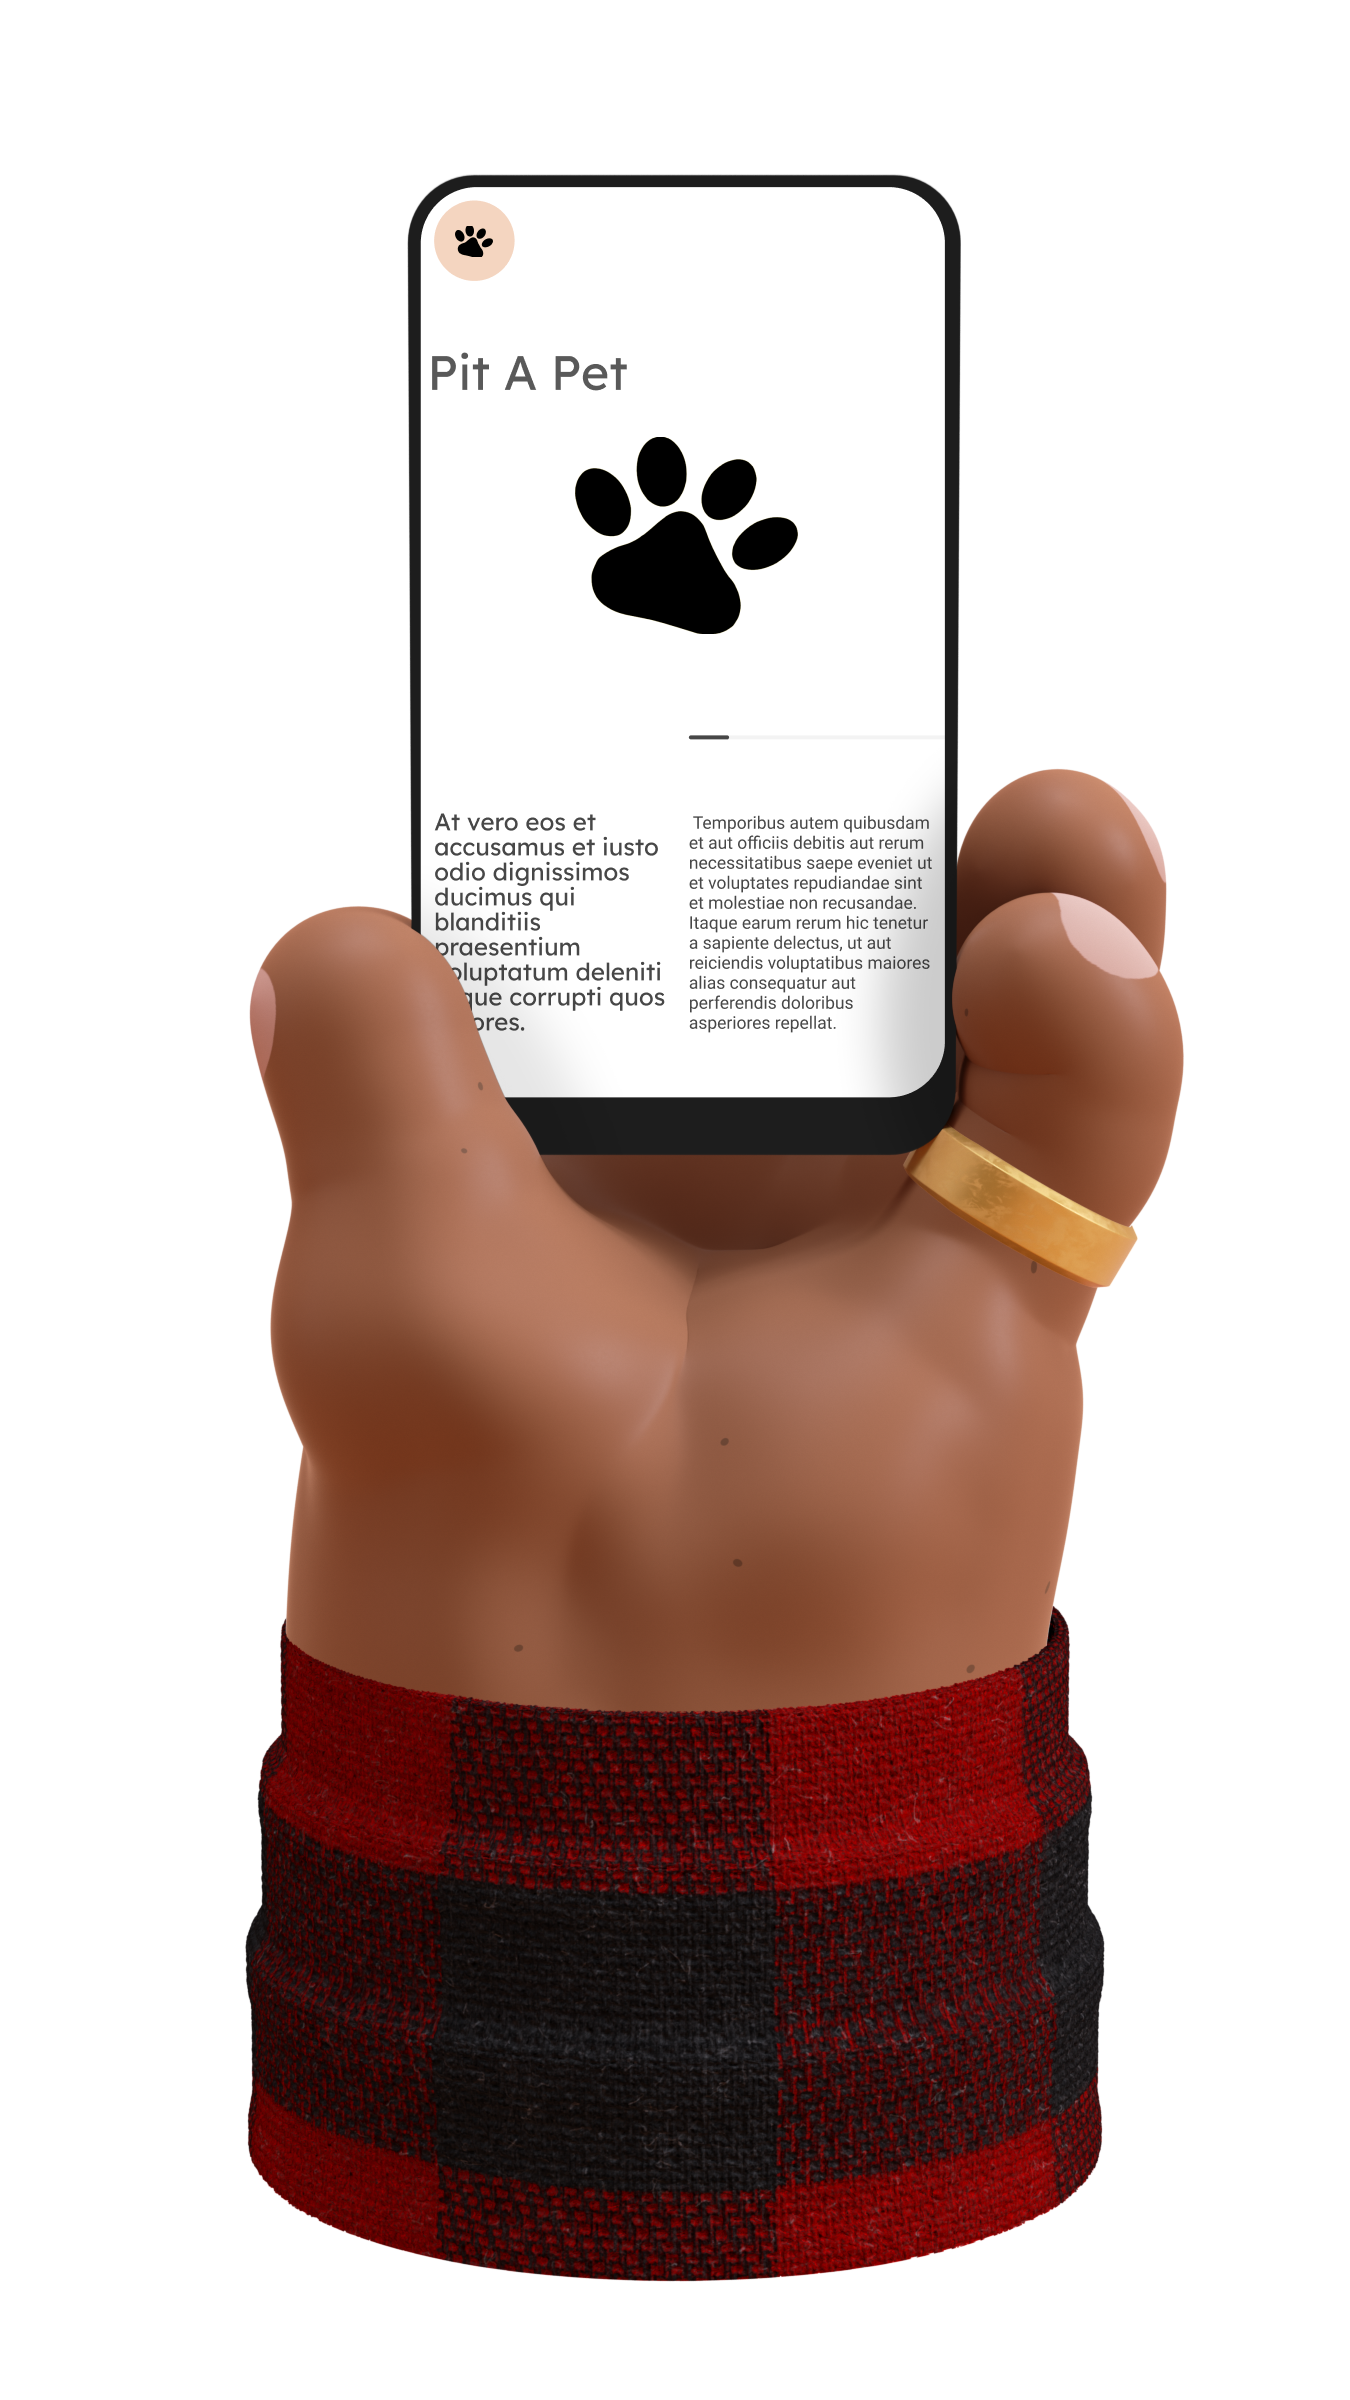 Pit A Pet
At vero eos et
accusamus et iusto
odio dignissimos
ducimus qui
blanditiis
praesentium
deleniti
corrupti quos
Temporibus autem quibusdam
et aut officiis debitis aut rerum
necessitatibus saepe eveniet ut
et voluptates repudiandae sint
et molestiae non recusandae.
Itaque earum rerum hic tenetur
a sapiente delectus, ut aut
reiciendis voluptatibus maiores
alias consequatur aut
perferendis doloribus
asperiores repellat.